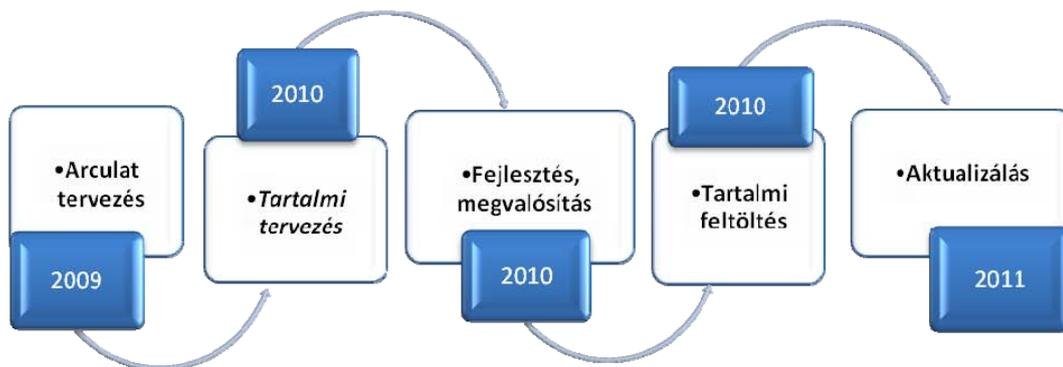 •Arculat
tervezés
2009
2010
•Tartalmi
tervezés
•Fejlesztés,
megvalósítás
2010
2010
•Tartalmi
feltöltés
•Aktualizálás
2011